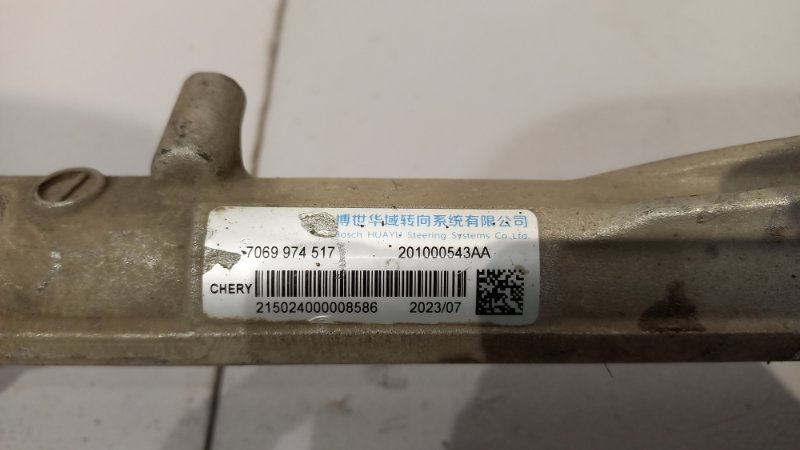 博世华域转向系统有限公司
Bosch HUAYU Steering Systems Co.,Ltd.
7069 974 517 201000543AA
CHERY
215024000008586 2023/07